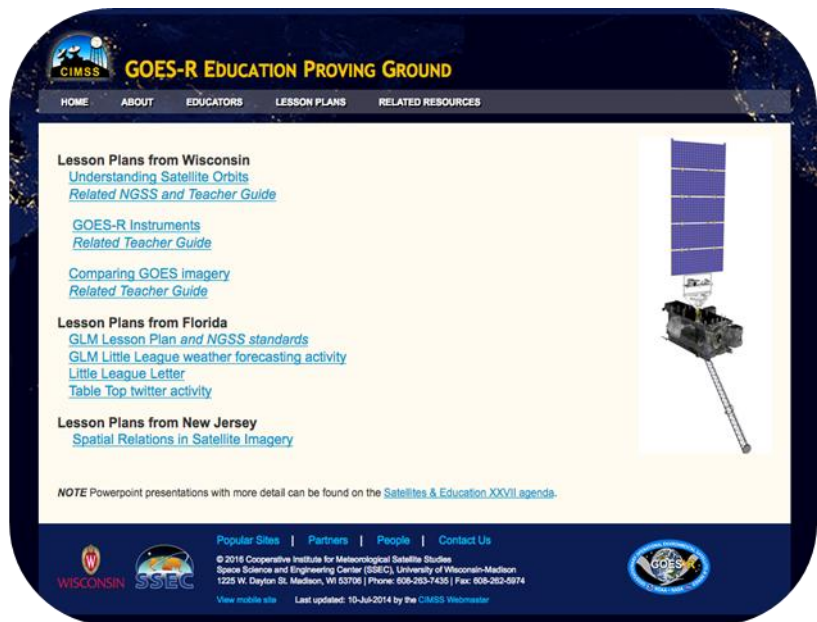 CIMSS
GOES-R EDUCATION PROVING GROUND
HOME ABOUT EDUCATORS LESSON PLANS RELATED RESOURCES
Lesson Plans from Wisconsin
Understanding Satellite Orbits
Related NGSS and Teacher Guide
GOES-R Instruments
Related Teacher Guide
Comparing GOES imagery
Related Teacher Guide
Lesson Plans from Florida
GLM Lesson Plan and NGSS standards
GLM Little League weather forecasting activity
Little League Letter
Table Top twitter activity
Lesson Plans from New Jersey
Spatial Relations in Satellite Imagery
NOTE Powerpoint presentations with more detail can be found on the Satellites & Education XXVII agenda.
Popular Sites | Partners | People | Contact Us
© 2016 Cooperative Institute for Meteorological Satellite Studies
Space Science and Engineering Center (SSEC), University of Wisconsin-Madison
1225 W. Dayton St. Madison, WI 53706 | Phone: 608-263-7435 | Fax: 608-262-5974
View mobile site Last updated: 10-Jul-2014 by the CIMSS Webmaster
W
WISCONSIN
SSEC
GOES R